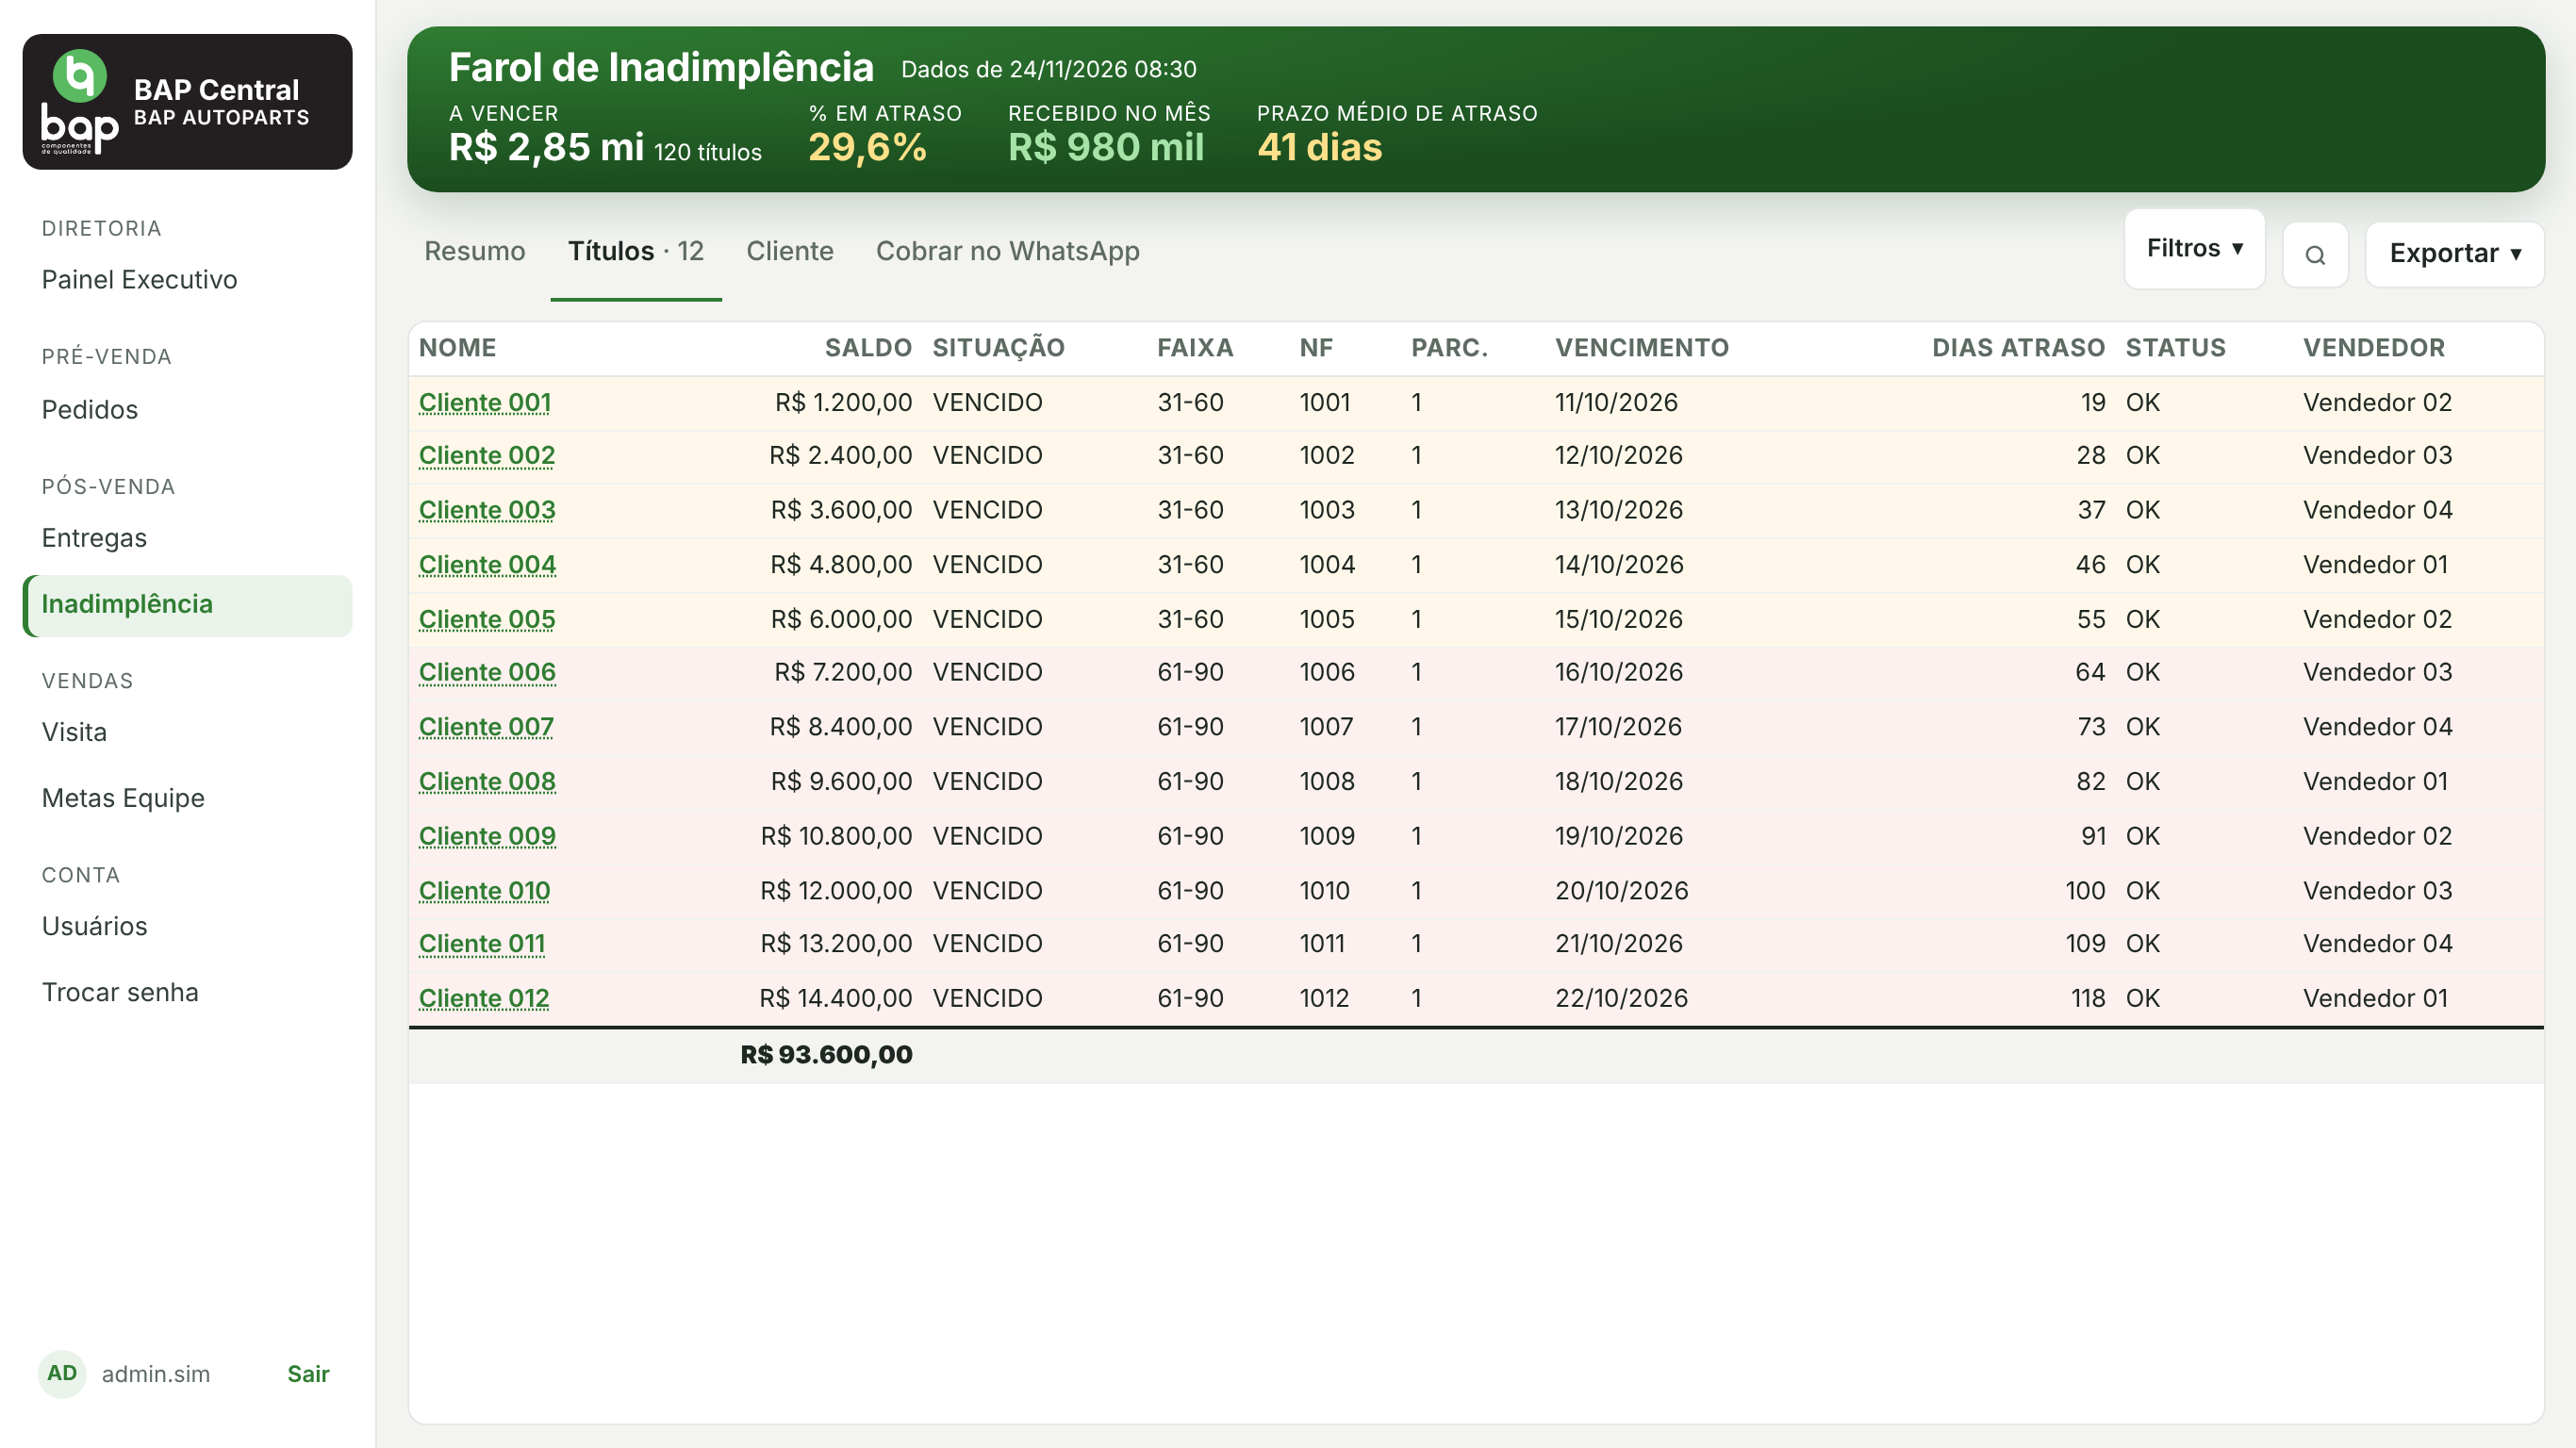 bap
componentes
de qualidade
BAP Central
BAP AUTOPARTS
DIRETORIA
Painel Executivo
PRÉ-VENDA
Pedidos
PÓS-VENDA
Entregas
Inadimplência
VENDAS
Visita
Metas Equipe
CONTA
Usuários
Trocar senha
AD admin.sim Sair
Farol de Inadimplência Dados de 24/11/2026 08:30
A VENCER % EM ATRASO RECEBIDO NO MÊS PRAZO MÉDIO DE ATRASO
R$ 2,85 mi 120 títulos 29,6% R$ 980 mil 41 dias
Resumo Títulos · 12 Cliente Cobrar no WhatsApp Filtros ▾ Exportar ▾
NOME SALDO SITUAÇÃO FAIXA NF PARC. VENCIMENTO DIAS ATRASO STATUS VENDEDOR
Cliente 001 R$ 1.200,00 VENCIDO 31-60 1001 1 11/10/2026 19 OK Vendedor 02
Cliente 002 R$ 2.400,00 VENCIDO 31-60 1002 1 12/10/2026 28 OK Vendedor 03
Cliente 003 R$ 3.600,00 VENCIDO 31-60 1003 1 13/10/2026 37 OK Vendedor 04
Cliente 004 R$ 4.800,00 VENCIDO 31-60 1004 1 14/10/2026 46 OK Vendedor 01
Cliente 005 R$ 6.000,00 VENCIDO 31-60 1005 1 15/10/2026 55 OK Vendedor 02
Cliente 006 R$ 7.200,00 VENCIDO 61-90 1006 1 16/10/2026 64 OK Vendedor 03
Cliente 007 R$ 8.400,00 VENCIDO 61-90 1007 1 17/10/2026 73 OK Vendedor 04
Cliente 008 R$ 9.600,00 VENCIDO 61-90 1008 1 18/10/2026 82 OK Vendedor 01
Cliente 009 R$ 10.800,00 VENCIDO 61-90 1009 1 19/10/2026 91 OK Vendedor 02
Cliente 010 R$ 12.000,00 VENCIDO 61-90 1010 1 20/10/2026 100 OK Vendedor 03
Cliente 011 R$ 13.200,00 VENCIDO 61-90 1011 1 21/10/2026 109 OK Vendedor 04
Cliente 012 R$ 14.400,00 VENCIDO 61-90 1012 1 22/10/2026 118 OK Vendedor 01
R$ 93.600,00